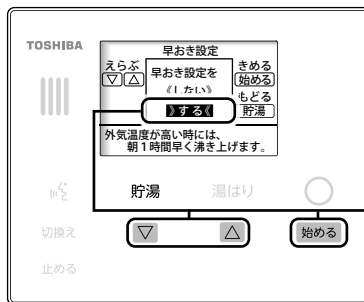 TOSHIBA
早おき設定
えらぶ
▽ △
早おき設定を
《しない》
》する《
きめる
始める
もどる
貯湯
外気温度が高い時には、
朝1時間早く沸き上げます。
貯湯
湯はり
切換え
▽
△
始める
止める